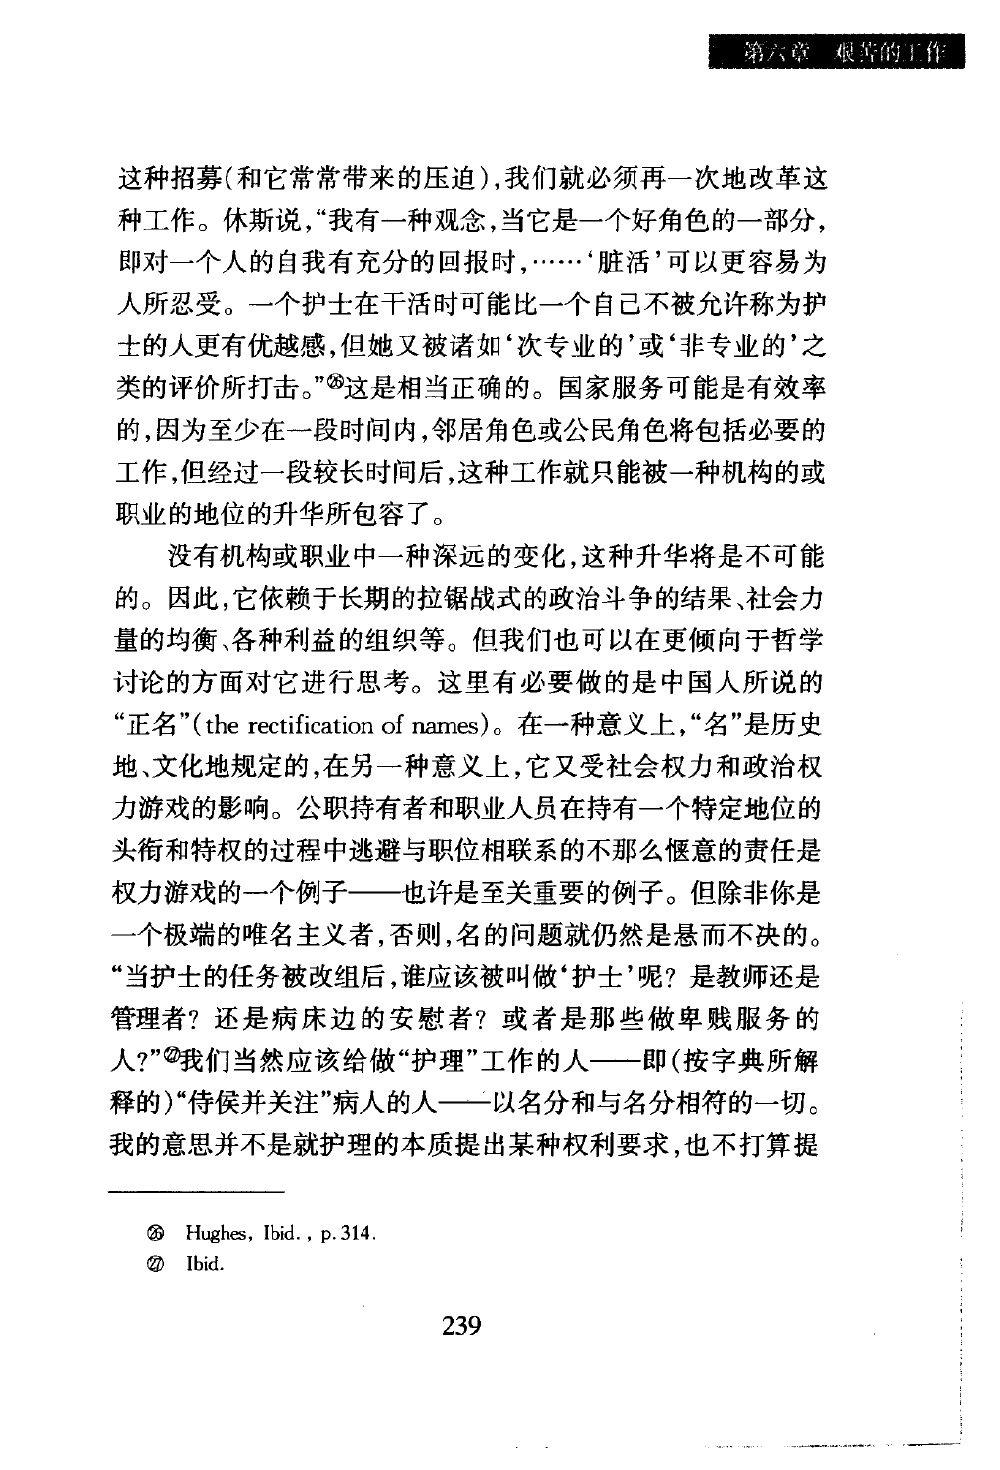 第六章 艰苦的工作
这种招募(和它常常带来的压迫),我们就必须再一次地改革这
种工作。休斯说,“我有一种观念,当它是一个好角色的一部分,
即对一个人的自我有充分的回报时,……‘脏活’可以更容易为
人所忍受。一个护士在干活时可能比一个自己不被允许称为护
士的人更有优越感,但她又被诸如‘次专业的’或‘非专业的’之
类的评价所打击。”㉖这是相当正确的。国家服务可能是有效率
的,因为至少在一段时间内,邻居角色或公民角色将包括必要的
工作,但经过一段较长时间后,这种工作就只能被一种机构的或
职业的地位的升华所包容了。
没有机构或职业中一种深远的变化,这种升华将是不可能
的。因此,它依赖于长期的拉锯战式的政治斗争的结果、社会力
量的均衡、各种利益的组织等。但我们也可以在更倾向于哲学
讨论的方面对它进行思考。这里有必要做的是中国人所说的
“正名”(the rectification of names)。在一种意义上,“名”是历史
地、文化地规定的,在另一种意义上,它又受社会权力和政治权
力游戏的影响。公职持有者和职业人员在持有一个特定地位的
头衔和特权的过程中逃避与职位相联系的不那么惬意的责任是
权力游戏的一个例子——也许是至关重要的例子。但除非你是
一个极端的唯名主义者,否则,名的问题就仍然是悬而不决的。
“当护士的任务被改组后,谁应该被叫做‘护士’呢?是教师还是
管理者?还是病床边的安慰者?或者是那些做卑贱服务的
人?”㉗我们当然应该给做“护理”工作的人——即(按字典所解
释的)“侍侯并关注”病人的人——以名分和与名分相符的一切。
我的意思并不是就护理的本质提出某种权利要求,也不打算提
㉖ Hughes, Ibid. , p. 314.
㉗ Ibid.
239